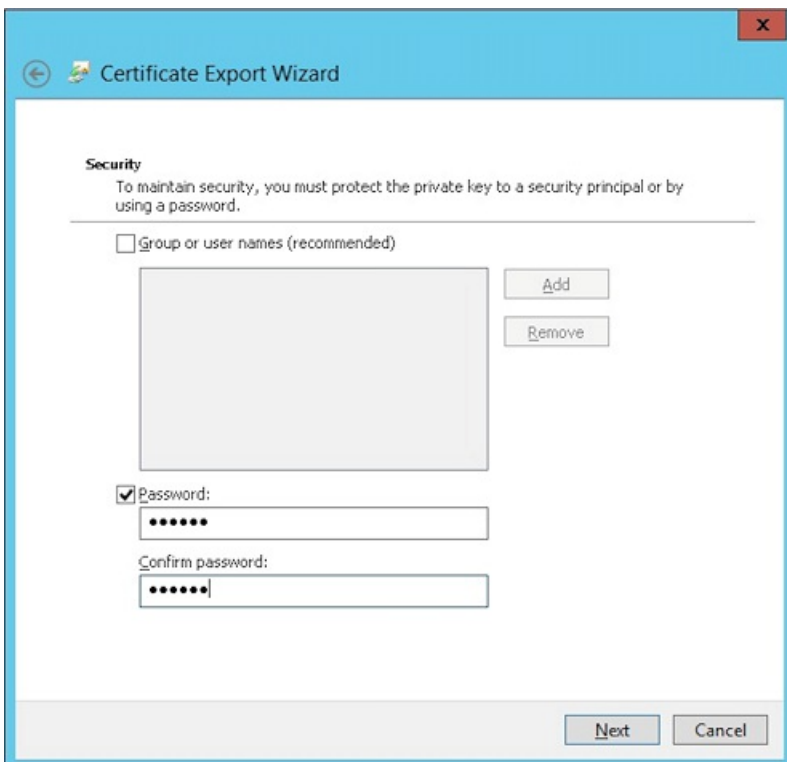 x
Certificate Export Wizard
Security
To maintain security, you must protect the private key to a security principal or by
using a password.
Group or user names (recommended)
Add
Remove
Password:
••••••
Confirm password:
••••••
Next
Cancel